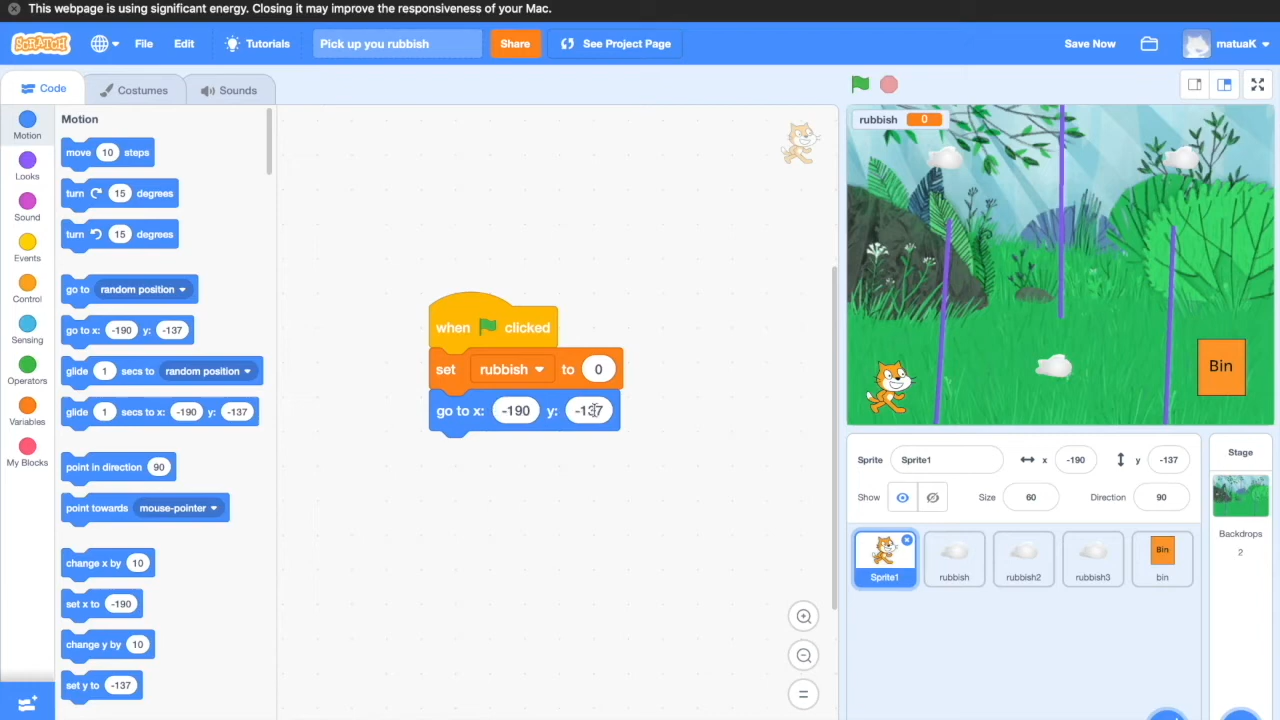 This webpage is using significant energy. Closing it may improve the responsiveness of your Mac.
SCRATCH File Edit Tutorials Pick up you rubbish Share See Project Page Save Now matuaK
Code Costumes Sounds
Motion
Looks
Sound
Events
Control
Sensing
Operators
Variables
My Blocks
Motion
move 10 steps
turn 15 degrees
turn 15 degrees
go to random position
go to x: -190 y: -137
glide 1 secs to random position
glide 1 secs to x: -190 y: -137
point in direction 90
point towards mouse-pointer
change x by 10
set x to -190
change y by 10
set y to -137
when clicked
set rubbish to 0
go to x: -190 y: -137
rubbish 0
Bin
Sprite Sprite1 x -190 y -137
Show Size 60 Direction 90
Bin
Sprite1 rubbish rubbish2 rubbish3 bin
Stage
Backdrops
2